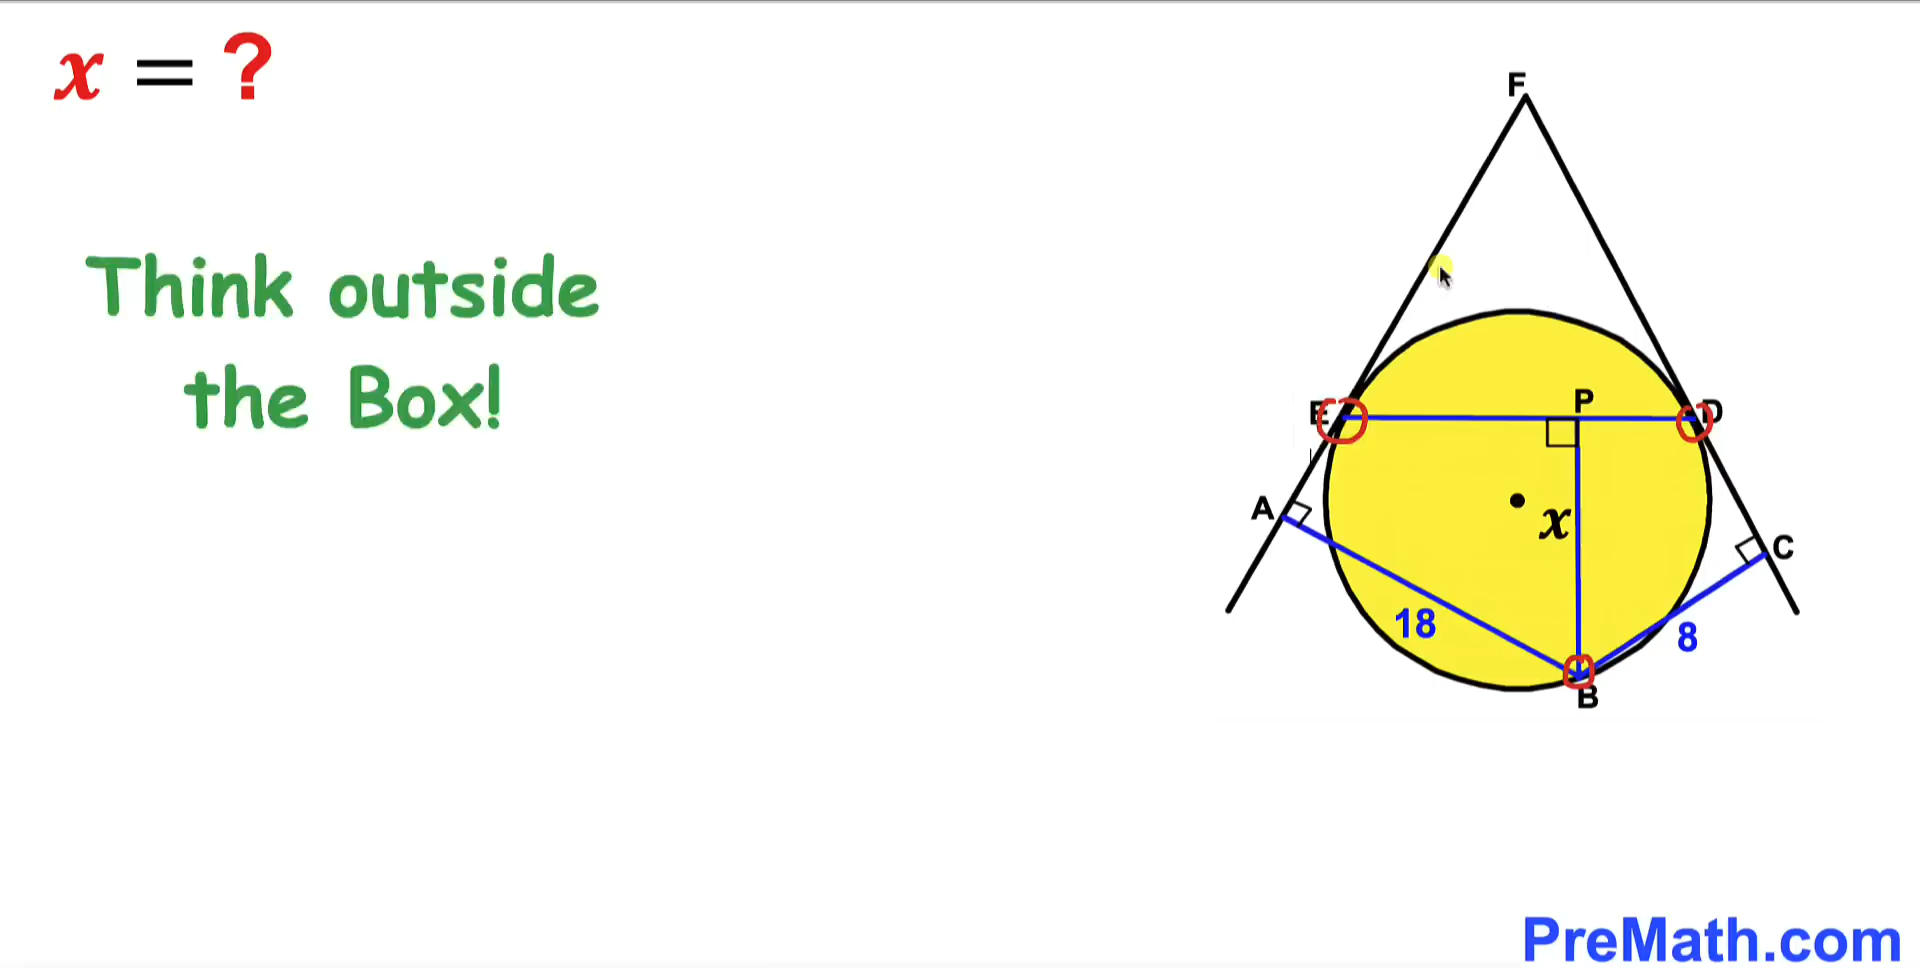 x = ?
F
Think outside
the Box!
E
P
D
A
x
C
18
8
B
PreMath.com